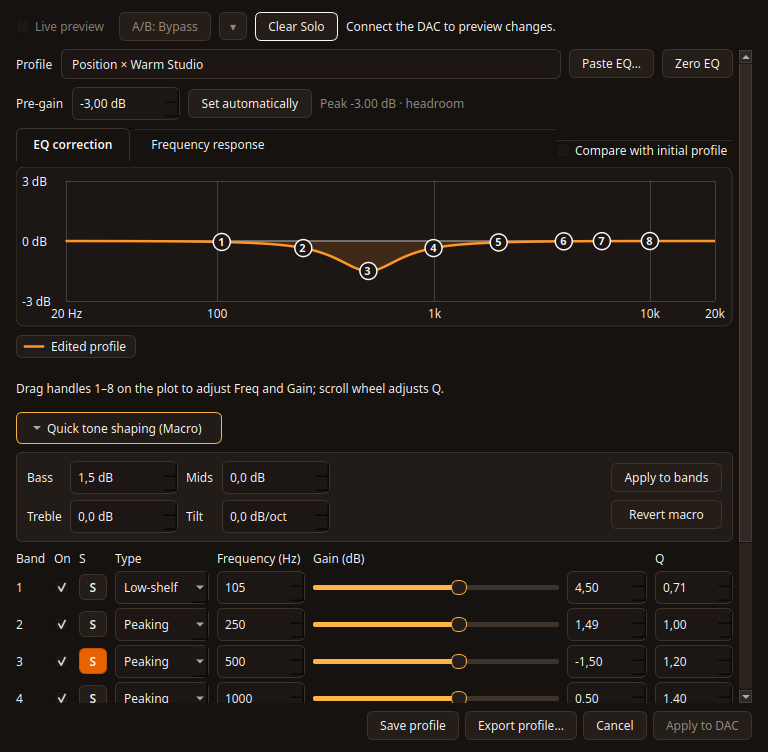 Live preview A/B: Bypass ▾ Clear Solo Connect the DAC to preview changes.
Profile Position × Warm Studio Paste EQ... Zero EQ
Pre-gain -3,00 dB Set automatically Peak -3.00 dB · headroom
EQ correction Frequency response Compare with initial profile
3 dB
0 dB 1 2 3 4 5 6 7 8
-3 dB
20 Hz 100 1k 10k 20k
Edited profile
Drag handles 1–8 on the plot to adjust Freq and Gain; scroll wheel adjusts Q.
Quick tone shaping (Macro)
Bass 1,5 dB Mids 0,0 dB Apply to bands
Treble 0,0 dB Tilt 0,0 dB/oct Revert macro
Band On S Type Frequency (Hz) Gain (dB) Q
1 ✓ S Low-shelf 105 4,50 0,71
2 ✓ S Peaking 250 1,49 1,00
3 ✓ S Peaking 500 -1,50 1,20
4 ✓ S Peaking 1000 0,50 1,40
Save profile Export profile... Cancel Apply to DAC